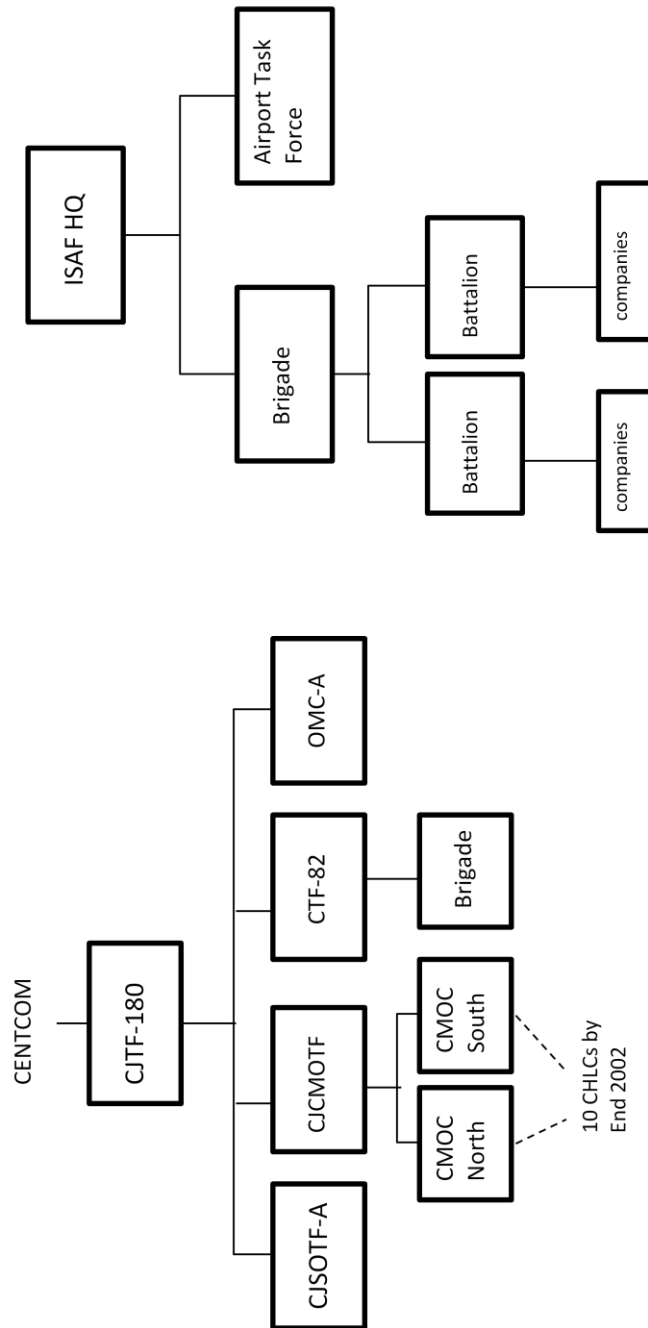 CENTCOM
CJTF-180
CJSOTF-A
CJCMOTF
CTF-82
OMC-A
CMOC
North
CMOC
South
Brigade
10 CHLCs by
End 2002
ISAF HQ
Brigade
Airport Task
Force
Battalion
Battalion
companies
companies